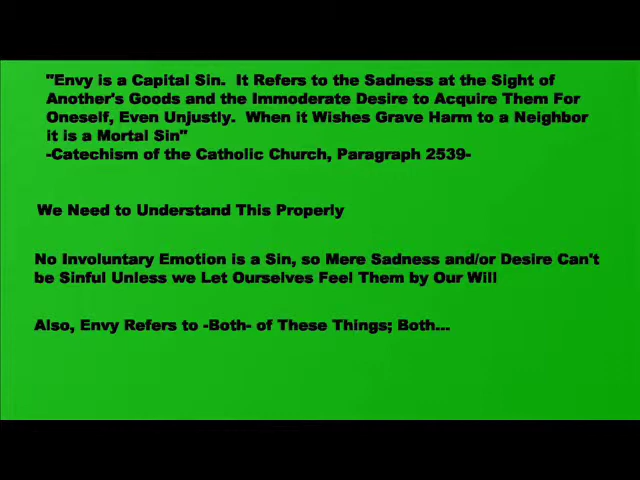 "Envy is a Capital Sin.  It Refers to the Sadness at the Sight of
Another's Goods and the Immoderate Desire to Acquire Them For
Oneself, Even Unjustly.  When it Wishes Grave Harm to a Neighbor
it is a Mortal Sin"
-Catechism of the Catholic Church, Paragraph 2539-
We Need to Understand This Properly
No Involuntary Emotion is a Sin, so Mere Sadness and/or Desire Can't
be Sinful Unless we Let Ourselves Feel Them by Our Will
Also, Envy Refers to -Both- of These Things; Both...